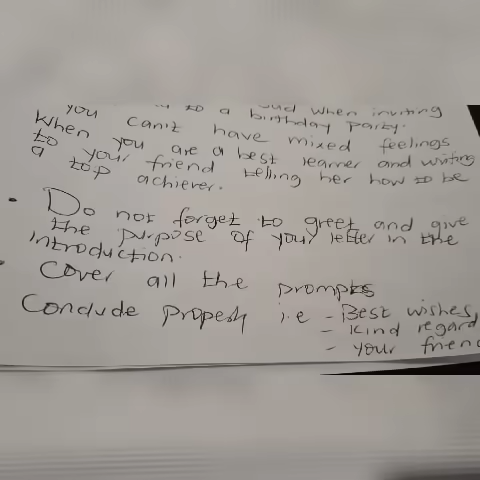 you to a when inviting
a birthday party.
you can't have mixed feelings
When you are a best learner and writing
to your friend telling her how to be
a top achiever.
• Do not forget to greet and give
the purpose of your letter in the
introduction.
• Cover all the prompts
Conclude properly i.e - Best wishes,
- Kind regard
- your frien